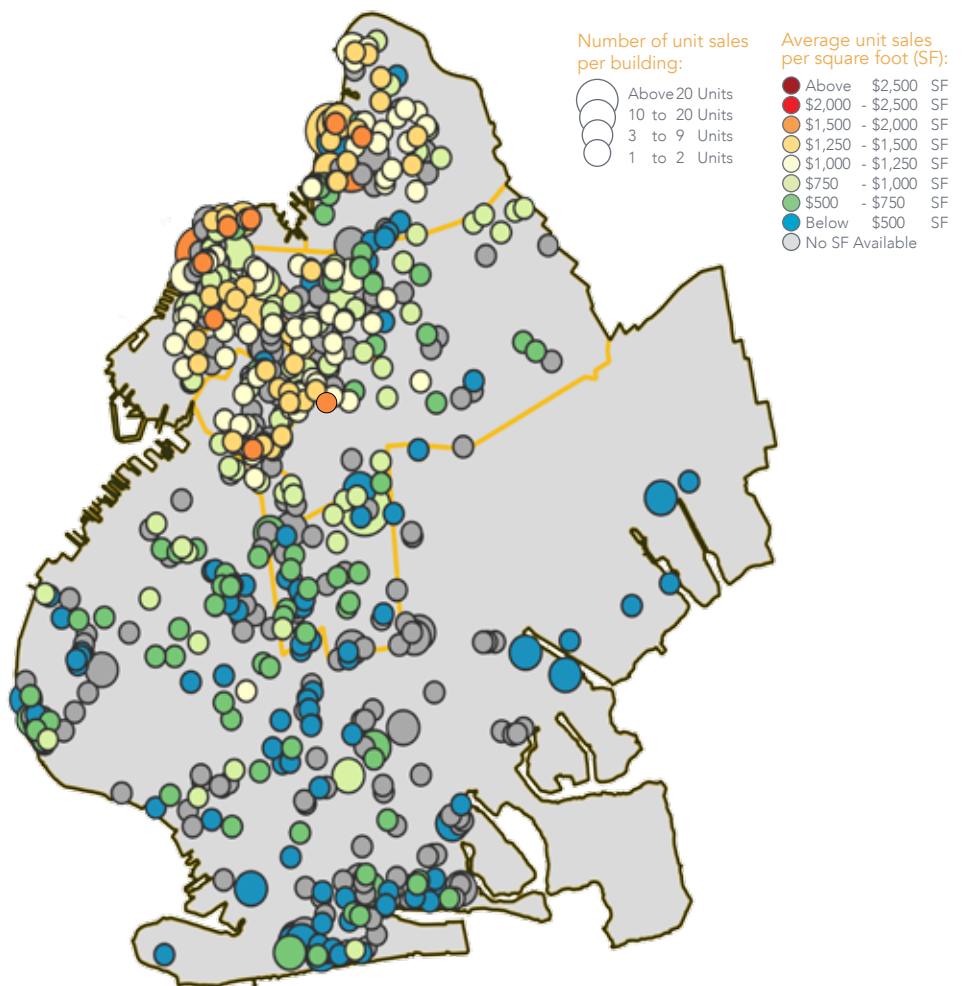 Number of unit sales
per building:
Above 20 Units
10 to 20 Units
3 to 9 Units
1 to 2 Units
Average unit sales
per square foot (SF):
Above $2,500 SF
$2,000 - $2,500 SF
$1,500 - $2,000 SF
$1,250 - $1,500 SF
$1,000 - $1,250 SF
$750 - $1,000 SF
$500 - $750 SF
Below $500 SF
No SF Available